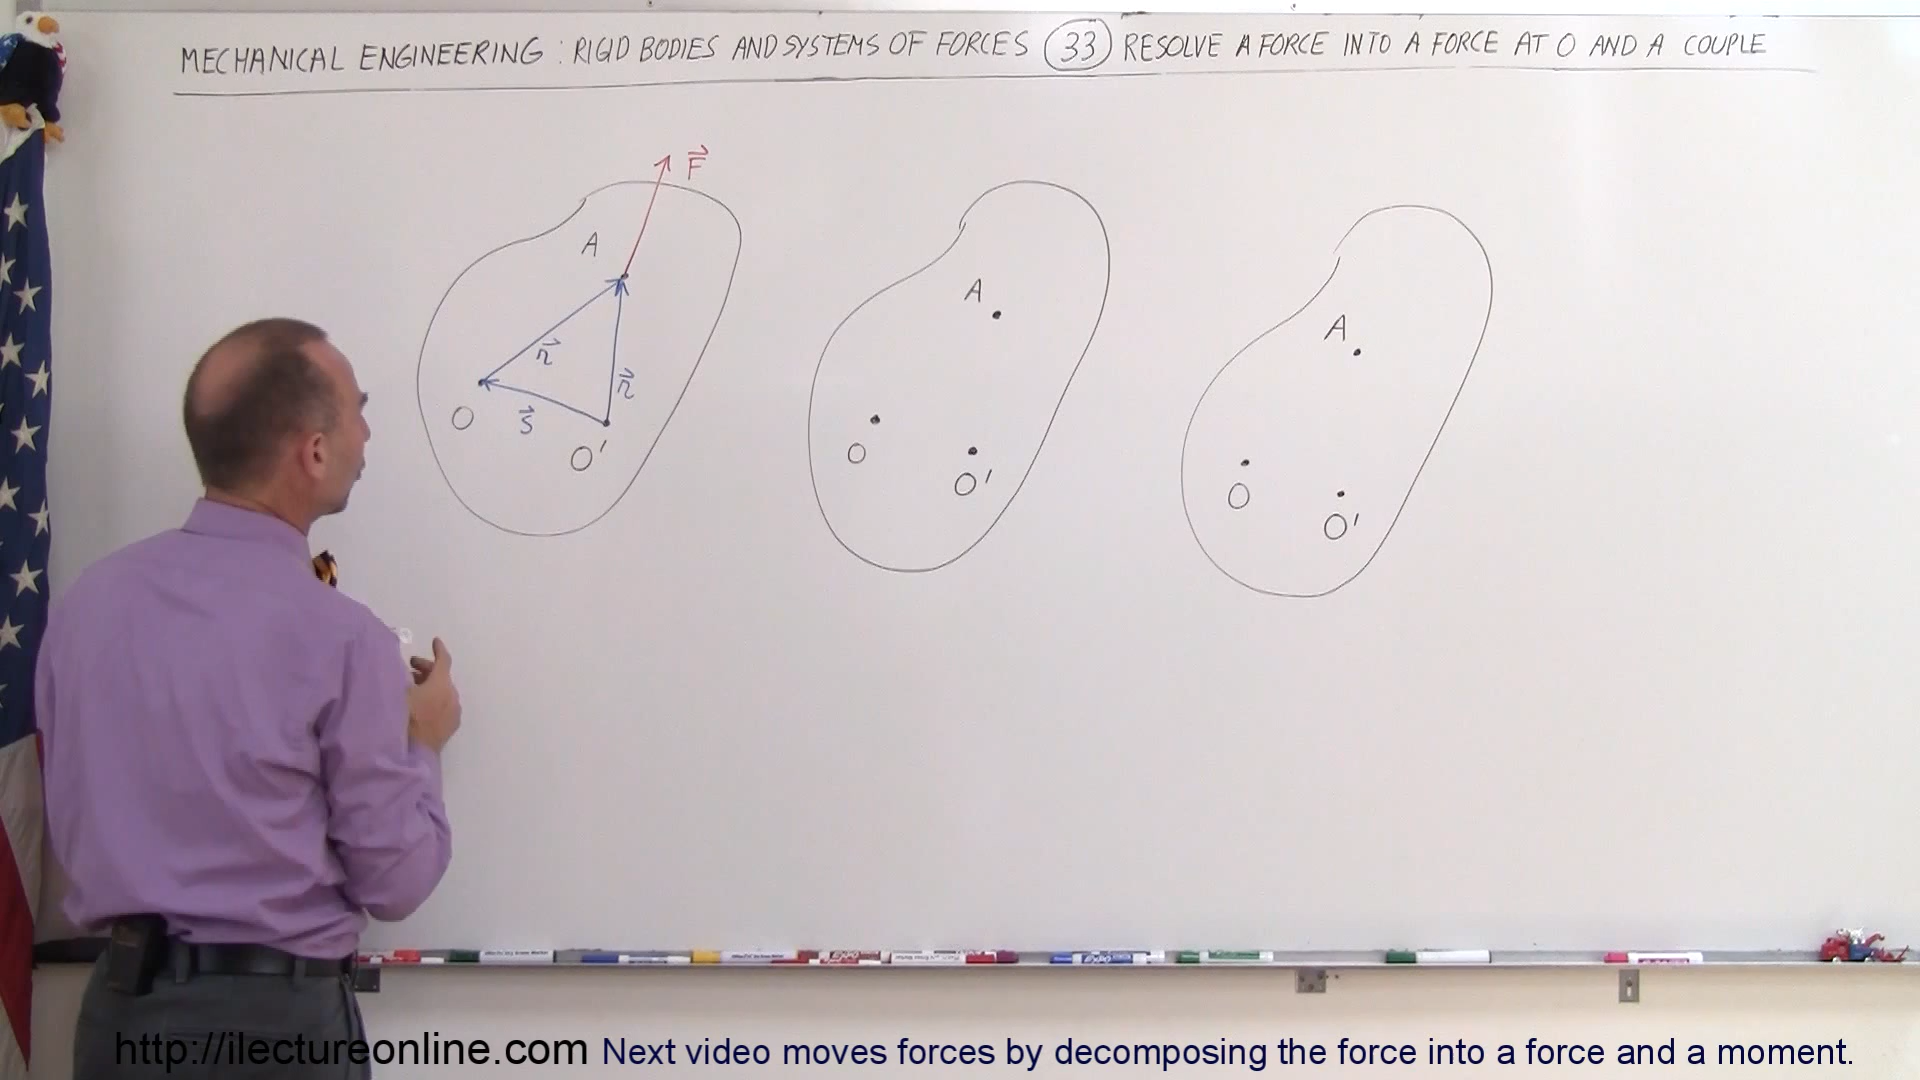 MECHANICAL ENGINEERING : RIGID BODIES AND SYSTEMS OF FORCES 33 RESOLVE A FORCE INTO A FORCE AT O AND A COUPLE
F⃗
A
r⃗
r⃗
O
s⃗
O'
A
O
O'
A
O
O'
http://ilectureonline.com Next video moves forces by decomposing the force into a force and a moment.